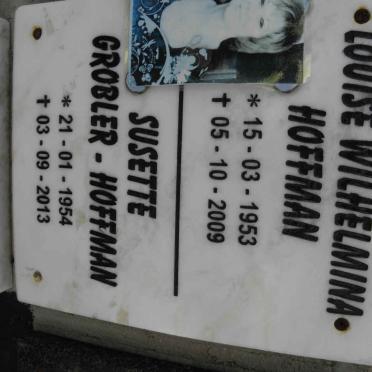 LOUISE WILHELMINA
HOFFMAN
* 15 - 03 - 1953
✝ 05 - 10 - 2009
SUSETTE
GROBLER - HOFFMAN
* 21 - 01 - 1954
✝ 03 - 09 - 2013